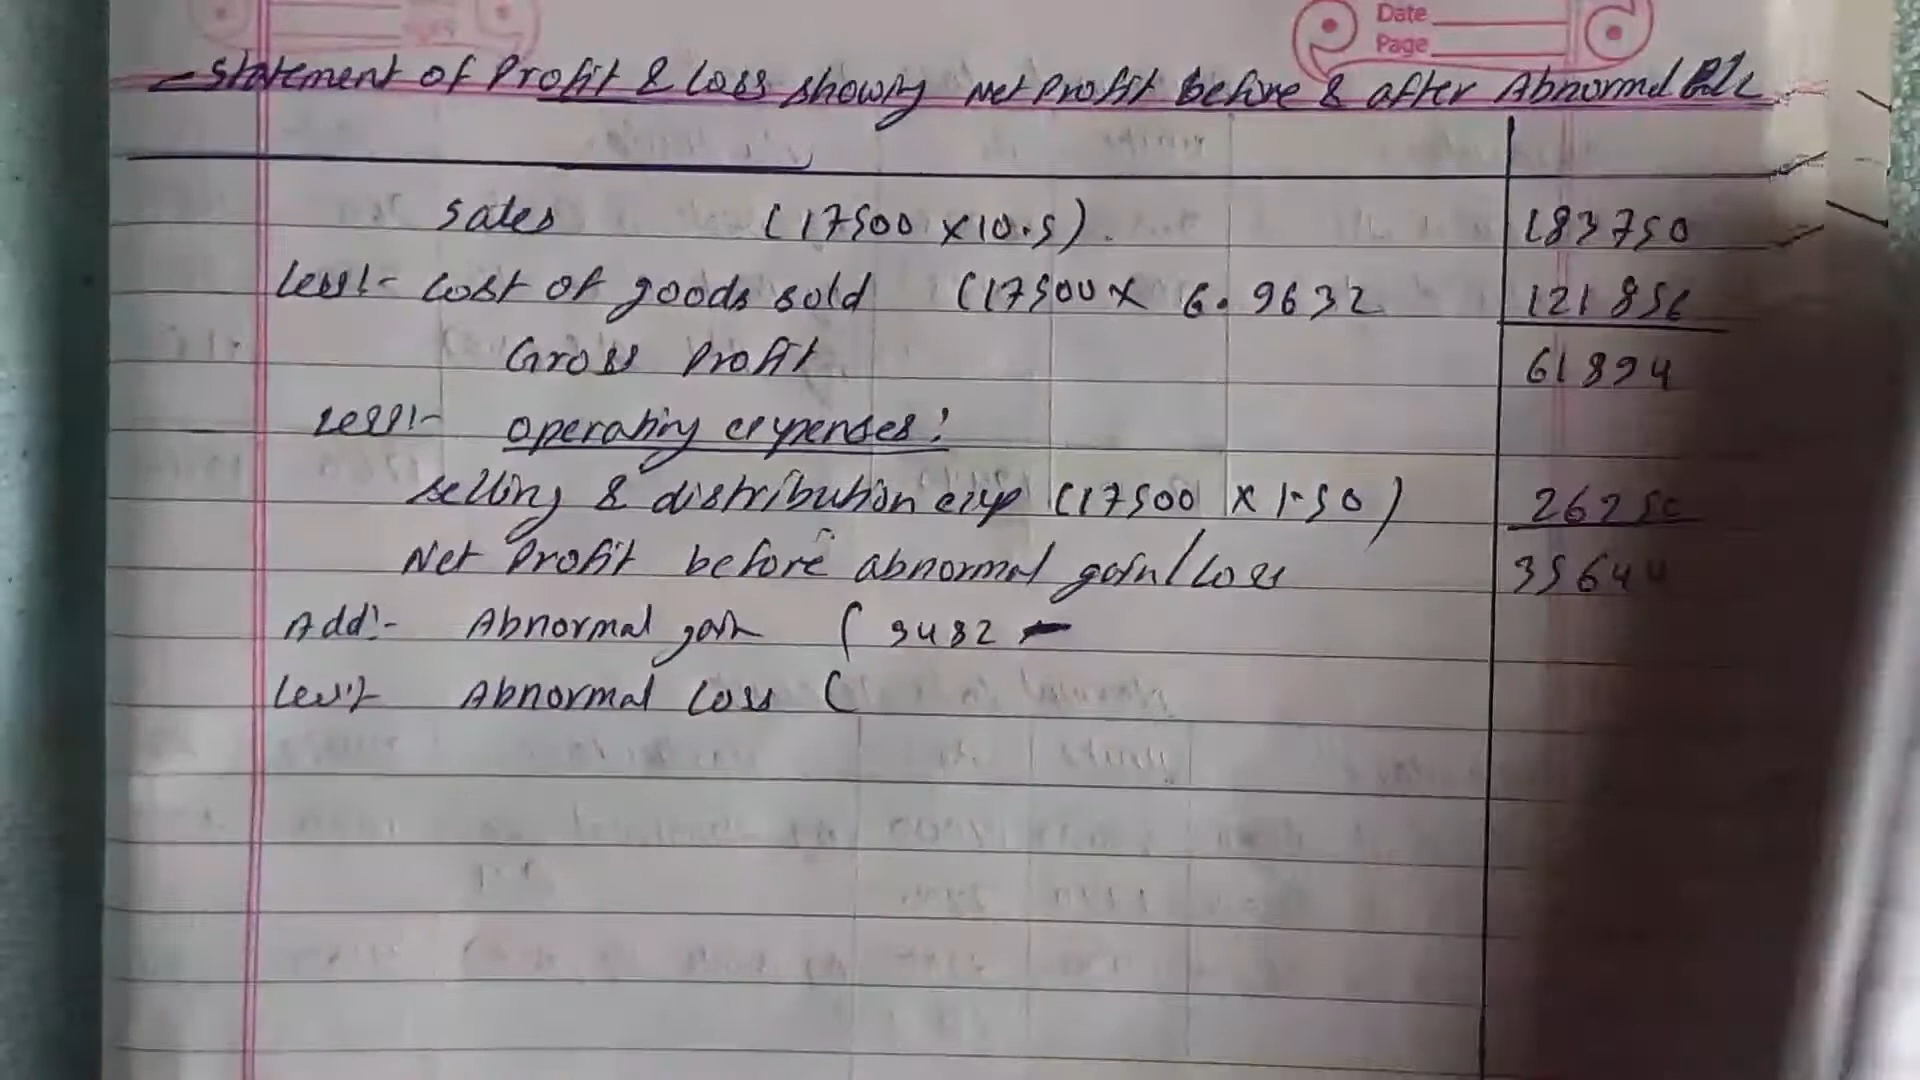 Date
Page
Statement of Profit & Loss showing Net Profit before & after Abnormal
Sales (17500 x 10.5) 183750
Less:- Cost of goods sold (17500 x 6.9632 121856
Gross Profit 61894
Less:- operating expenses:
selling & distribution exp (17500 x 1.50) 26250
Net Profit before abnormal gain/loss 35644
Add:- Abnormal gain ( 9482
Less:- Abnormal Loss (